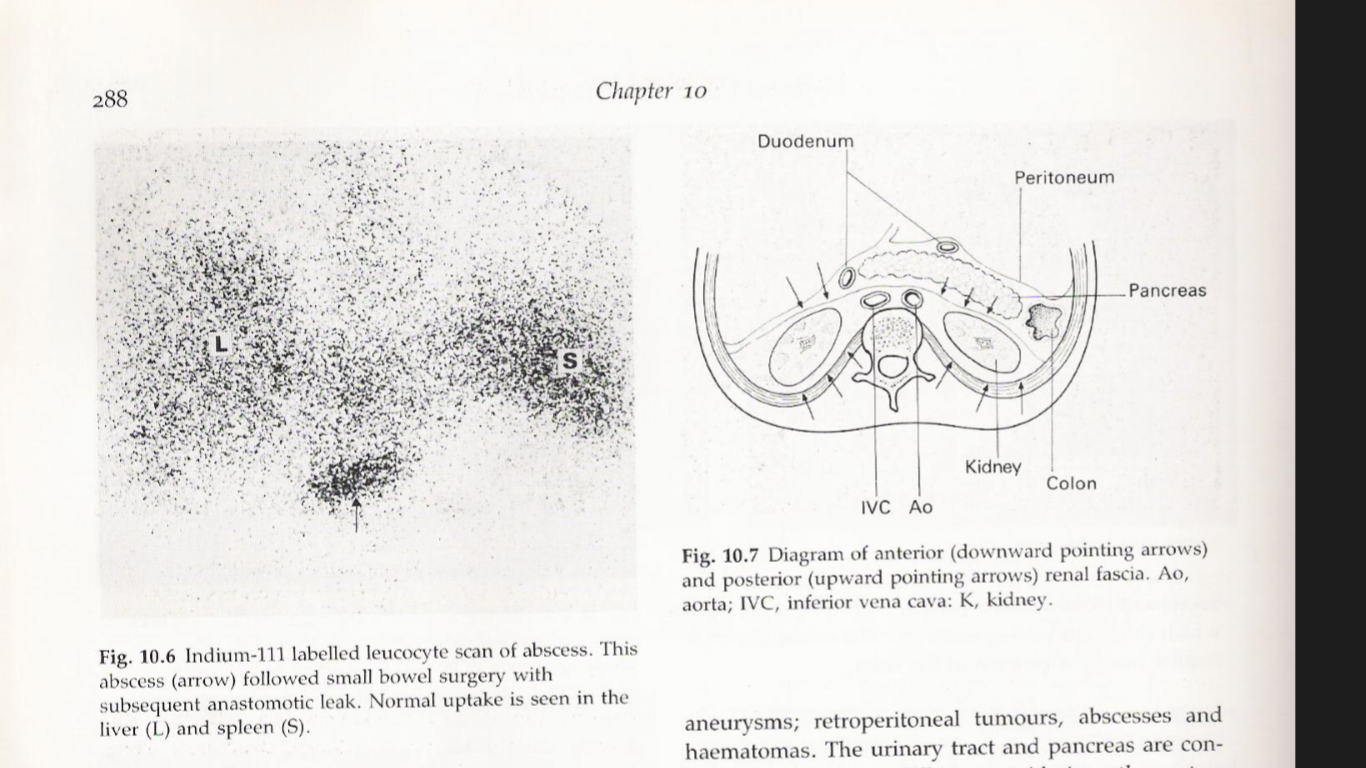 288
Chapter 10
L
S
Fig. 10.6 Indium-111 labelled leucocyte scan of abscess. This
abscess (arrow) followed small bowel surgery with
subsequent anastomotic leak. Normal uptake is seen in the
liver (L) and spleen (S).
Duodenum
Peritoneum
Pancreas
Kidney
Colon
IVC Ao
Fig. 10.7 Diagram of anterior (downward pointing arrows)
and posterior (upward pointing arrows) renal fascia. Ao,
aorta; IVC, inferior vena cava: K, kidney.
aneurysms; retroperitoneal tumours, abscesses and
haematomas. The urinary tract and pancreas are con-